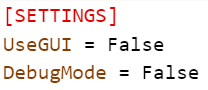 [SETTINGS]
UseGUI = False
DebugMode = False